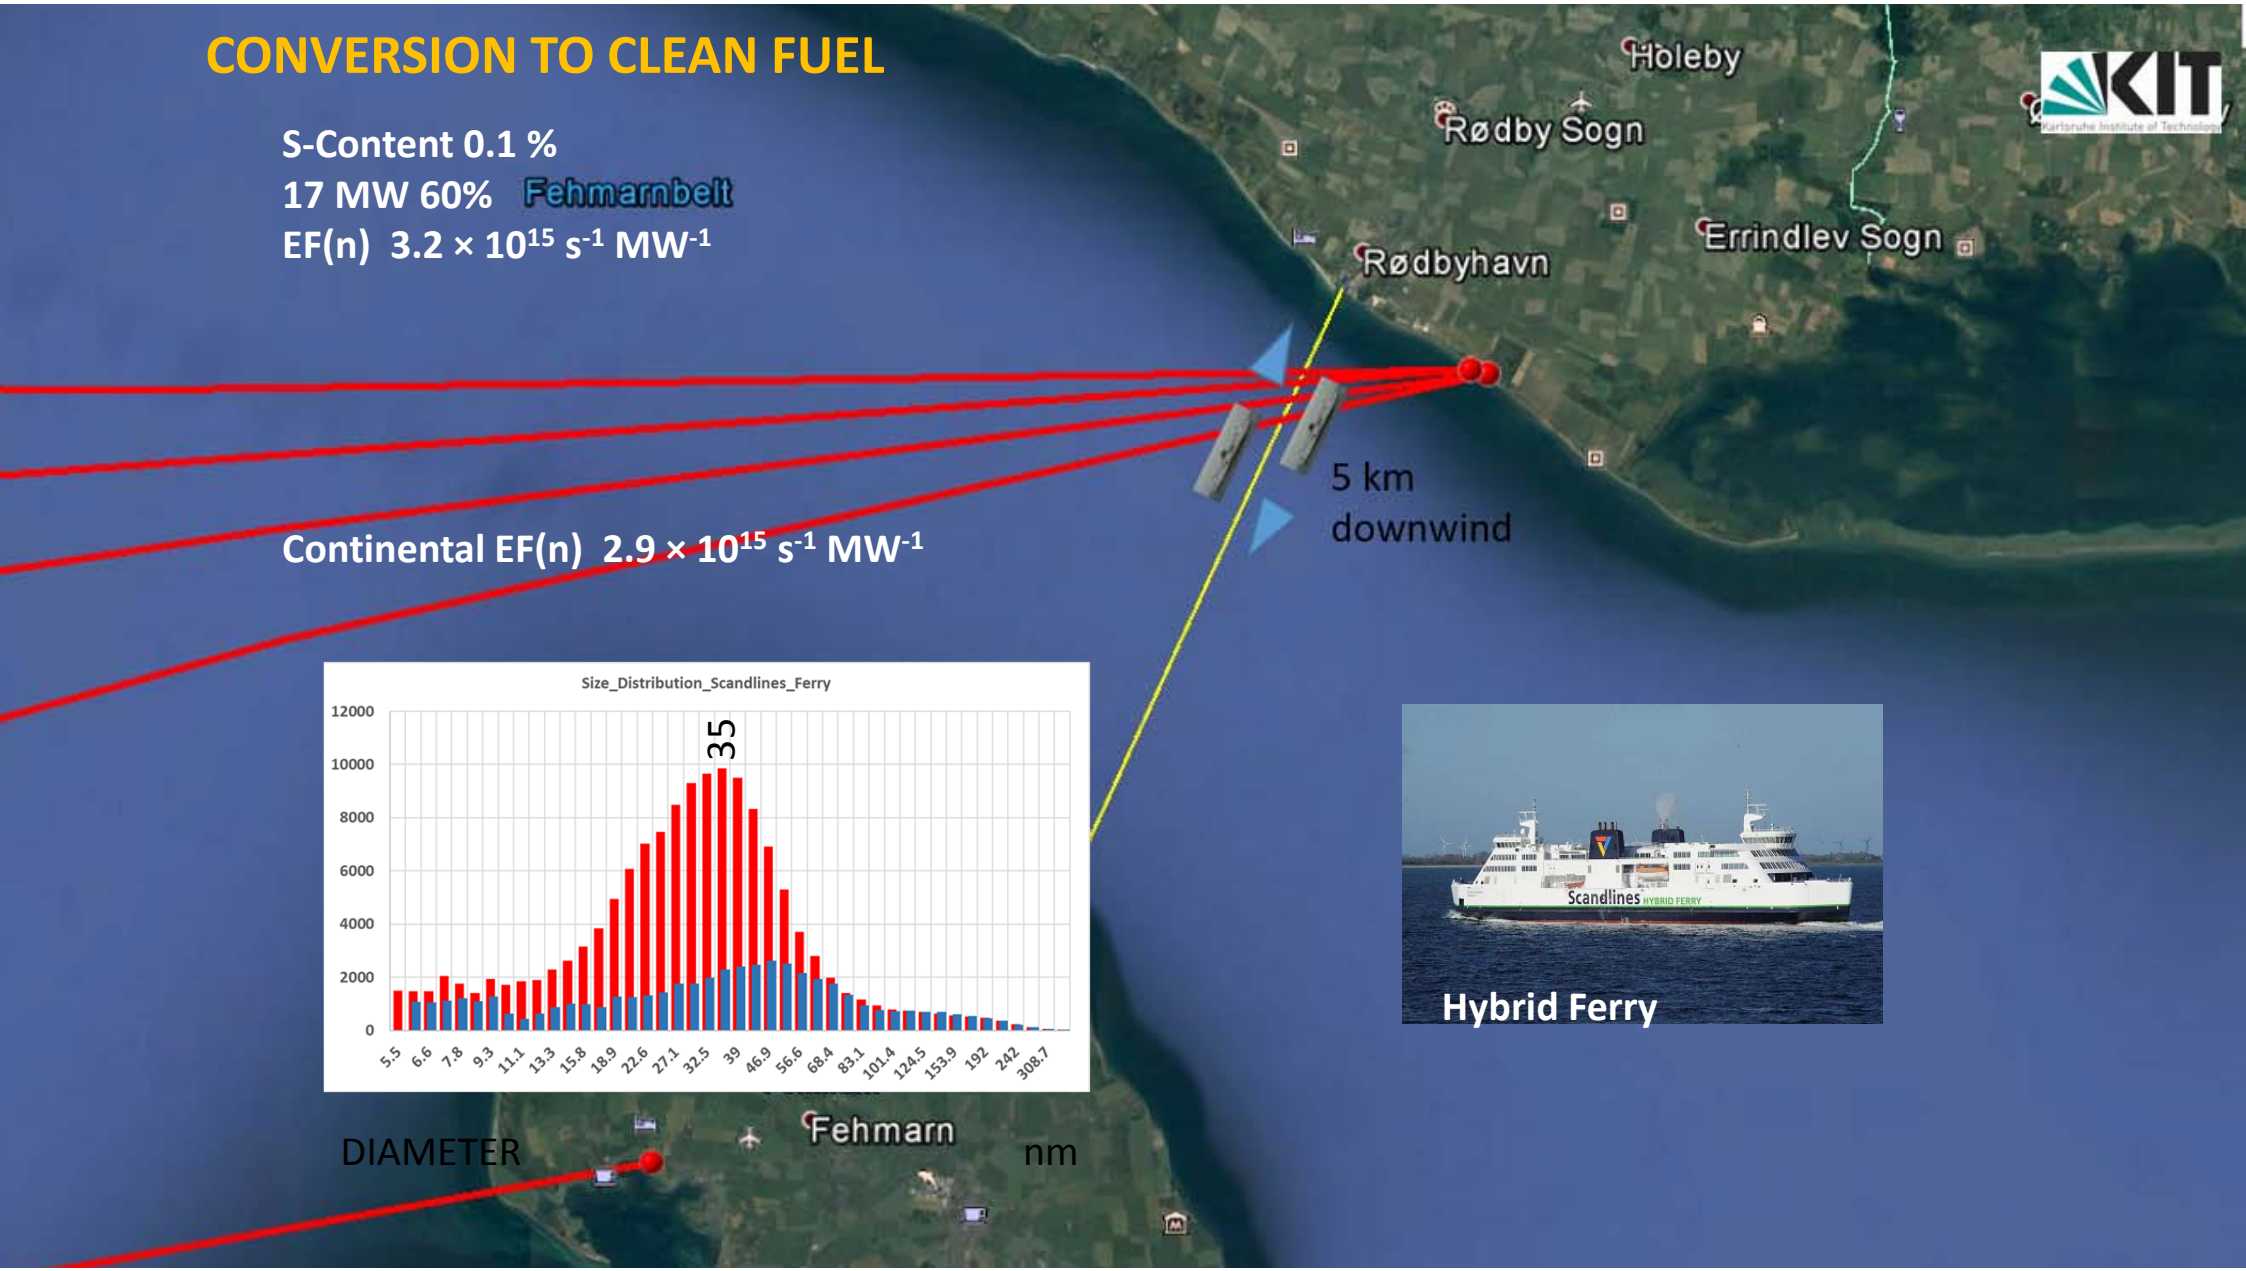 CONVERSION TO CLEAN FUEL
S-Content 0.1 %
17 MW 60%
Fehmarnbelt
EF(n) 3.2 × 10¹⁵ s⁻¹ MW⁻¹
Holeby
KIT
Karlsruhe Institute of Technology
Rødby Sogn
Errindlev Sogn
Rødbyhavn
5 km
downwind
Continental EF(n) 2.9 × 10¹⁵ s⁻¹ MW⁻¹
Size_Distribution_Scandlines_Ferry
35
12000
10000
8000
6000
4000
2000
0
5.5 6.6 7.8 9.3 11.1 13.3 15.8 18.9 22.6 27.1 32.5 39 46.9 56.6 68.4 83.1 101.4 124.5 153.9 192 242 308.7
Scandlines HYBRID FERRY
Hybrid Ferry
Fehmarn
DIAMETER nm